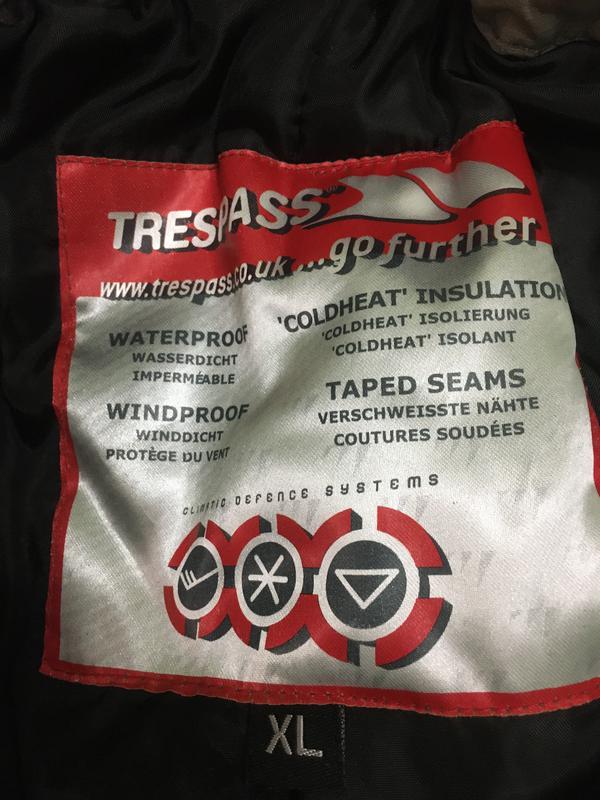 TRESPASS
...go further
www.trespass.co.uk
WATERPROOF
WASSERDICHT
IMPERMÉABLE
WINDPROOF
WINDDICHT
PROTÈGE DU VENT
'COLDHEAT' INSULATION
'COLDHEAT' ISOLIERUNG
'COLDHEAT' ISOLANT
TAPED SEAMS
VERSCHWEISSTE NÄHTE
COUTURES SOUDÉES
CLIMATIC DEFENCE SYSTEMS
XL